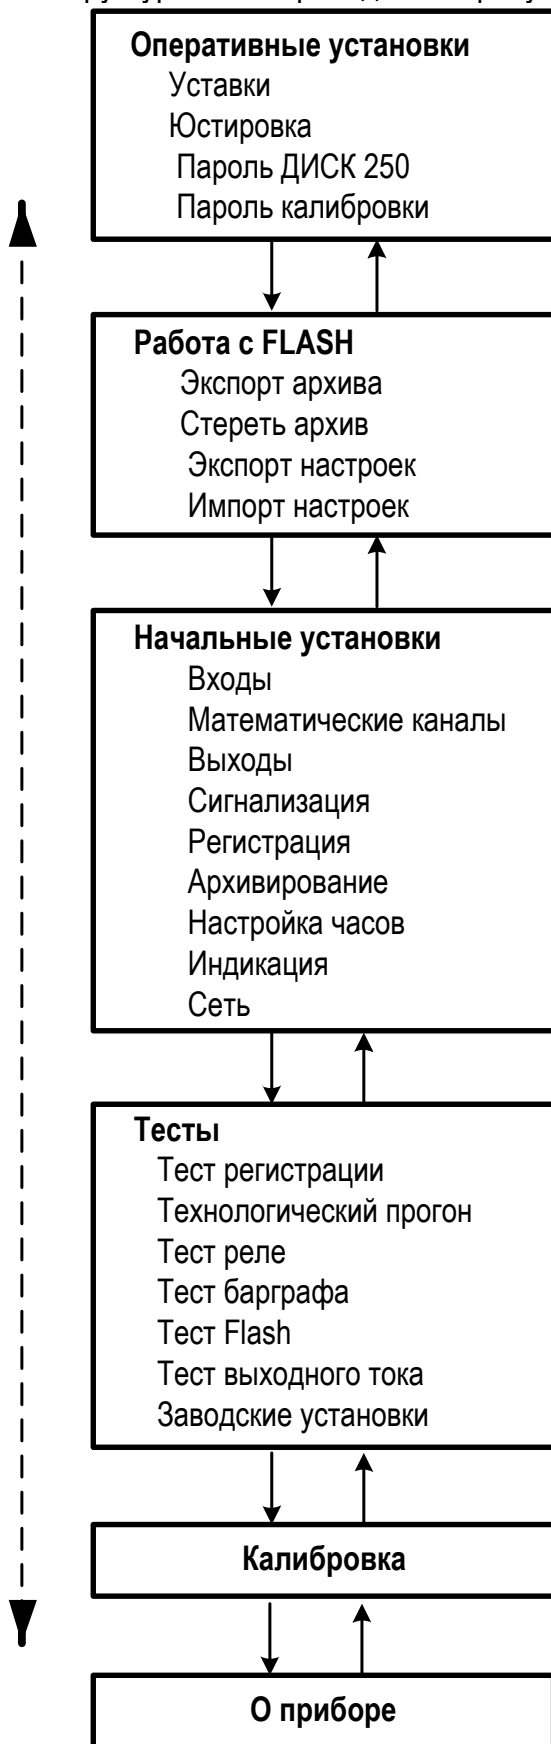 Оперативные установки
Уставки
Юстировка
Пароль ДИСК 250
Пароль калибровки
Работа с FLASH
Экспорт архива
Стереть архив
Экспорт настроек
Импорт настроек
Начальные установки
Входы
Математические каналы
Выходы
Сигнализация
Регистрация
Архивирование
Настройка часов
Индикация
Сеть
Тесты
Тест регистрации
Технологический прогон
Тест реле
Тест барграфа
Тест Flash
Тест выходного тока
Заводские установки
Калибровка
О приборе